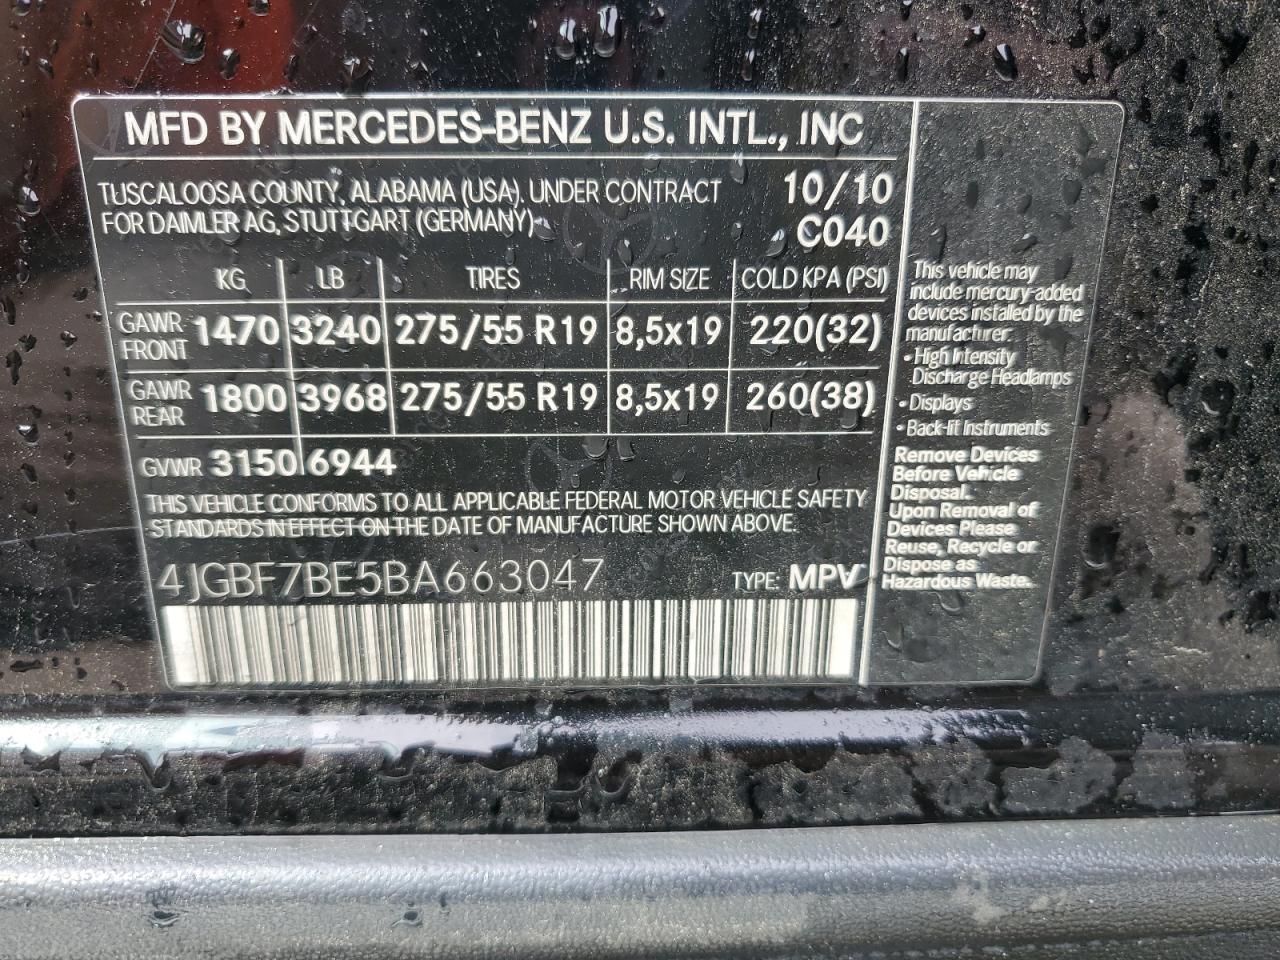 MFD BY MERCEDES-BENZ U.S. INTL., INC
TUSCALOOSA COUNTY, ALABAMA (USA). UNDER CONTRACT
FOR DAIMLER AG, STUTTGART (GERMANY)
10/10
C040
KG LB TIRES RIM SIZE COLD KPA (PSI)
GAWR FRONT 1470 3240 275/55 R19 8,5x19 220(32)
GAWR REAR 1800 3968 275/55 R19 8,5x19 260(38)
GVWR 3150 6944
THIS VEHICLE CONFORMS TO ALL APPLICABLE FEDERAL MOTOR VEHICLE SAFETY
STANDARDS IN EFFECT ON THE DATE OF MANUFACTURE SHOWN ABOVE.
4JGBF7BE5BA663047 TYPE: MPV
This vehicle may
include mercury-added
devices installed by the
manufacturer:
• High Intensity
Discharge Headlamps
• Displays
• Back-lit Instruments
Remove Devices
Before Vehicle
Disposal.
Upon Removal of
Devices Please
Reuse, Recycle or
Dispose as
Hazardous Waste.